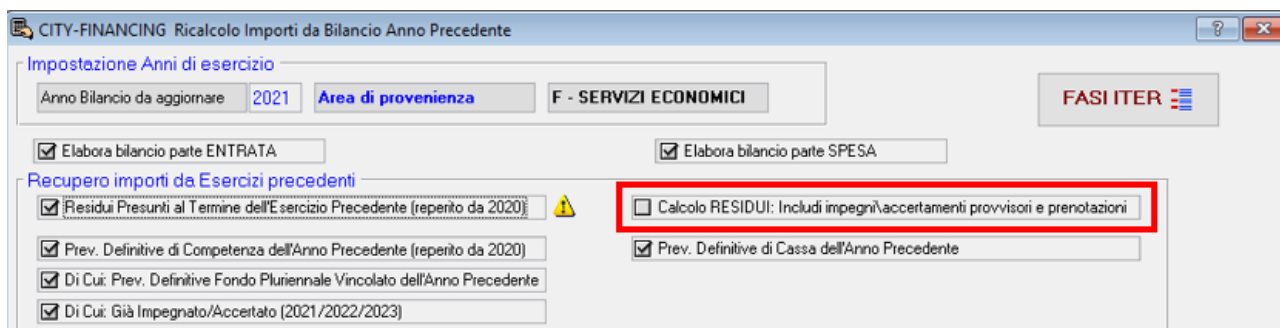 CITY-FINANCING Ricalcolo Importi da Bilancio Anno Precedente
Impostazione Anni di esercizio
Anno Bilancio da aggiornare 2021 Area di provenienza F - SERVIZI ECONOMICI FASI ITER
Elabora bilancio parte ENTRATA Elabora bilancio parte SPESA
Recupero importi da Esercizi precedenti
Residui Presunti al Termine dell'Esercizio Precedente (reperito da 2020) Calcolo RESIDUI: Includi impegni\accertamenti provvisori e prenotazioni
Prev. Definitive di Competenza dell'Anno Precedente (reperito da 2020) Prev. Definitive di Cassa dell'Anno Precedente
Di Cui: Prev. Definitive Fondo Pluriennale Vincolato dell'Anno Precedente
Di Cui: Già Impegnato/Accertato (2021/2022/2023)